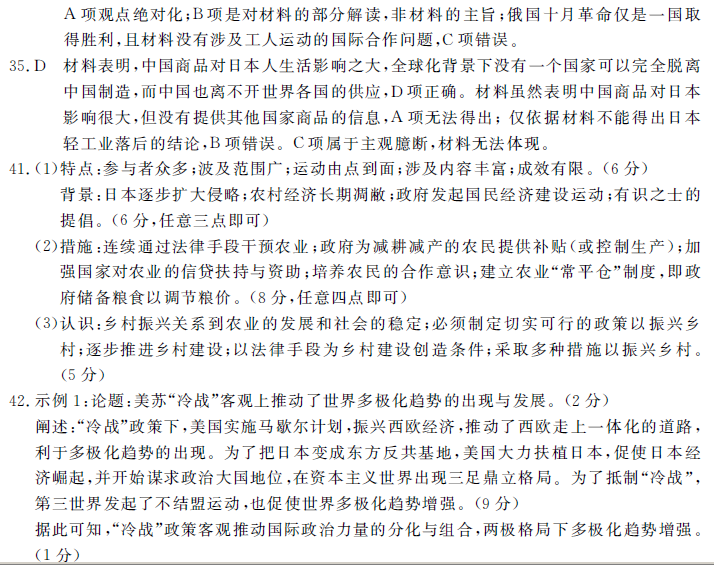 A 项观点绝对化;B项是对材料的部分解读,非材料的主旨;俄国十月革命仅是一国取
得胜利,且材料没有涉及工人运动的国际合作问题,C 项错误。
35. D 材料表明,中国商品对日本人生活影响之大,全球化背景下没有一个国家可以完全脱离
中国制造,而中国也离不开世界各国的供应,D项正确。材料虽然表明中国商品对日本
影响很大,但没有提供其他国家商品的信息,A 项无法得出; 仅依据材料不能得出日本
轻工业落后的结论,B 项错误。C 项属于主观臆断,材料无法体现。
41. (1)特点:参与者众多;波及范围广;运动由点到面;涉及内容丰富;成效有限。(6 分)
背景:日本逐步扩大侵略;农村经济长期凋敝;政府发起国民经济建设运动;有识之士的
提倡。(6 分,任意三点即可)
(2)措施:连续通过法律手段干预农业;政府为减耕减产的农民提供补贴(或控制生产);加
强国家对农业的信贷扶持与资助;培养农民的合作意识;建立农业“常平仓”制度,即政
府储备粮食以调节粮价。(8 分,任意四点即可)
(3)认识:乡村振兴关系到农业的发展和社会的稳定;必须制定切实可行的政策以振兴乡
村;逐步推进乡村建设;以法律手段为乡村建设创造条件;采取多种措施以振兴乡村。
(5 分)
42. 示例 1:论题:美苏“冷战”客观上推动了世界多极化趋势的出现与发展。(2 分)
阐述:“冷战”政策下,美国实施马歇尔计划,振兴西欧经济,推动了西欧走上一体化的道路,
利于多极化趋势的出现。为了把日本变成东方反共基地,美国大力扶植日本,促使日本经
济崛起,并开始谋求政治大国地位,在资本主义世界出现三足鼎立格局。为了抵制“冷战”,
第三世界发起了不结盟运动,也促使世界多极化趋势增强。(9 分)
据此可知,“冷战”政策客观推动国际政治力量的分化与组合,两极格局下多极化趋势增强。
(1 分)